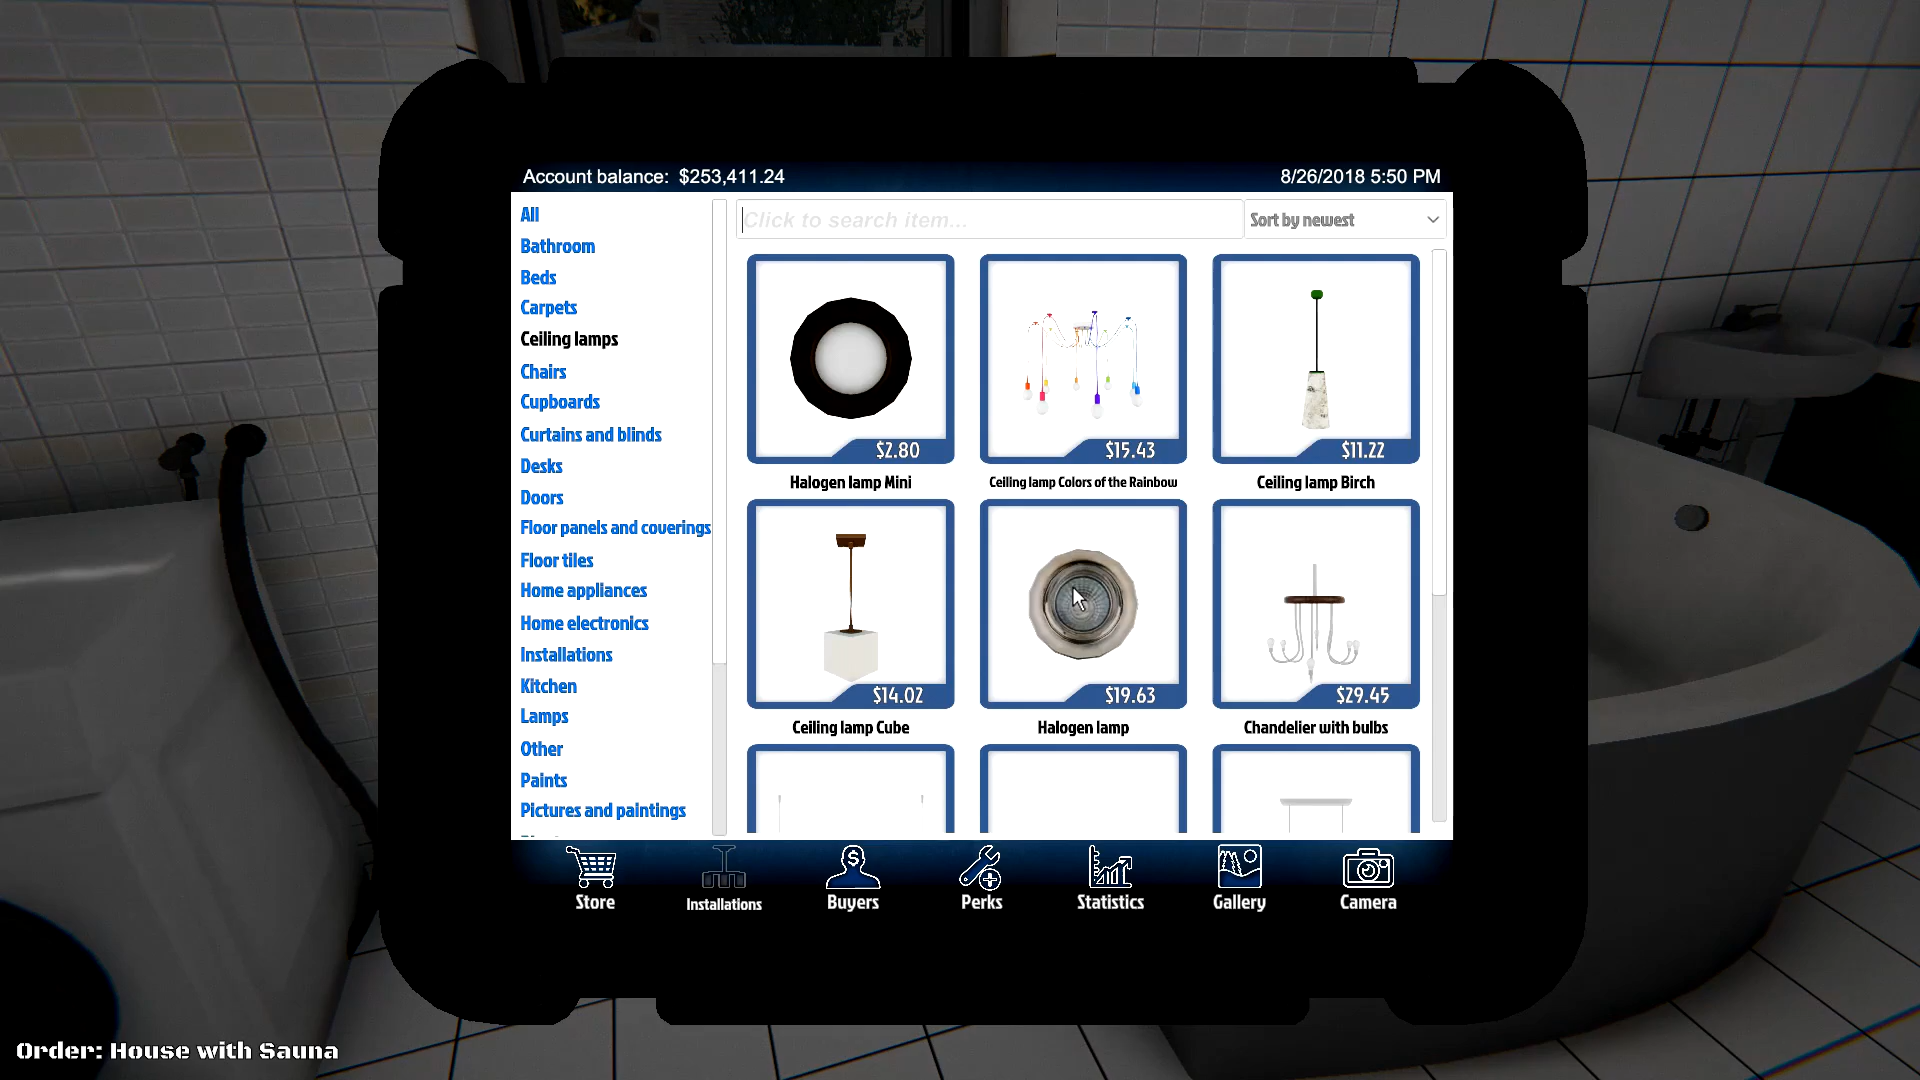 Account balance: $253,411.24
8/26/2018 5:50 PM
All
Bathroom
Beds
Carpets
Ceiling lamps
Chairs
Cupboards
Curtains and blinds
Desks
Doors
Floor panels and coverings
Floor tiles
Home appliances
Home electronics
Installations
Kitchen
Lamps
Other
Paints
Pictures and paintings
Click to search item...
Sort by newest
$2.80
$15.43
$11.22
Halogen lamp Mini
Ceiling lamp Colors of the Rainbow
Ceiling lamp Birch
$14.02
$19.63
$29.45
Ceiling lamp Cube
Halogen lamp
Chandelier with bulbs
Store
Installations
Buyers
Perks
Statistics
Gallery
Camera
Order: House with Sauna